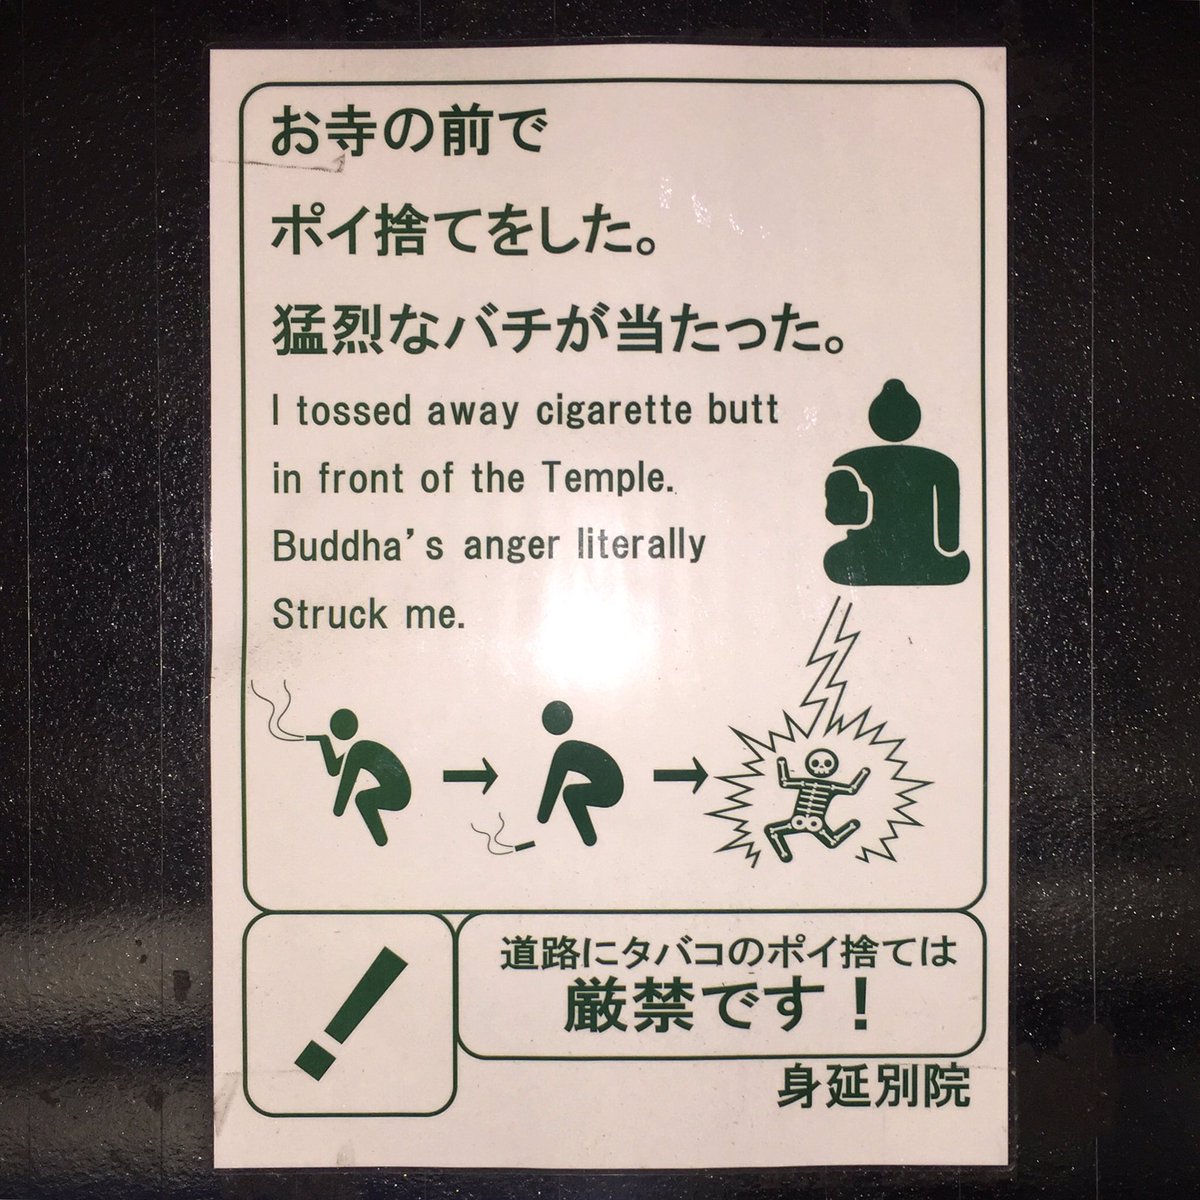 お寺の前で
ポイ捨てをした。
猛烈なバチが当たった。
I tossed away cigarette butt
in front of the Temple.
Buddha's anger literally
Struck me.
!
道路にタバコのポイ捨ては
厳禁です！
身延別院